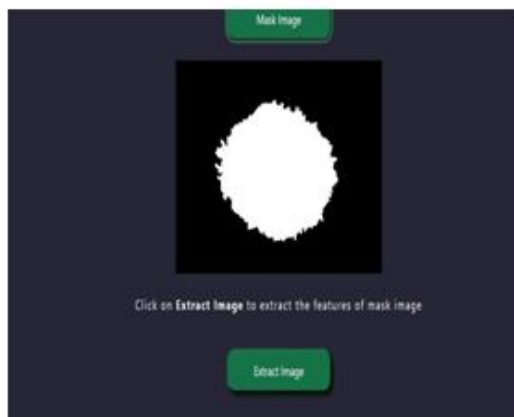 Mask Image
Click on Extract Image to extract the features of mask image
Extract Image